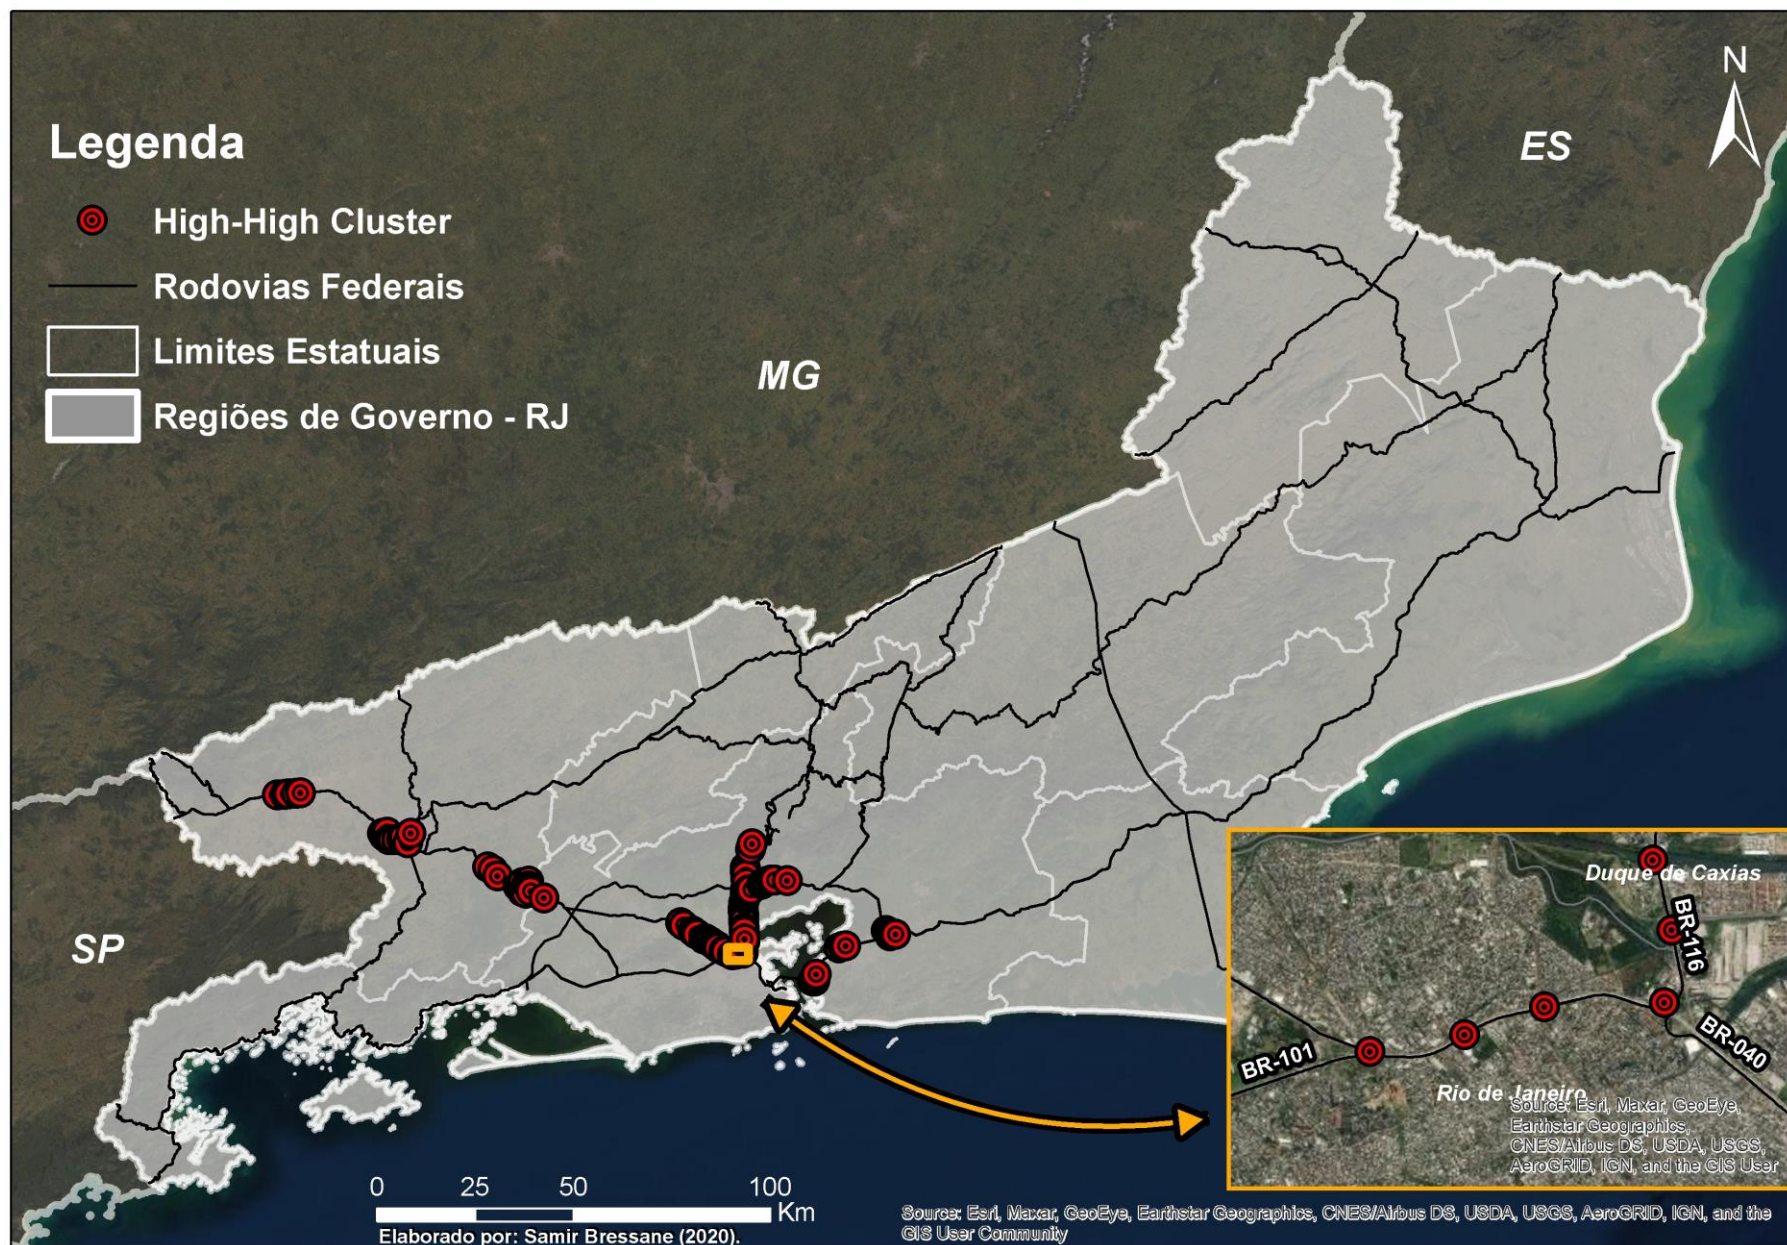 N
ES
Legenda
High-High Cluster
Rodovias Federais
Limites Estatuais
Regiões de Governo - RJ
MG
SP
Duque de Caxias
BR-116
BR-101
BR-040
Rio de Janeiro
Source: Esri, Maxar, GeoEye,
Earthstar Geographics,
CNES/Airbus DS, USDA, USGS,
AeroGRID, IGN, and the GIS User
0 25 50 100
Km
Elaborado por: Samir Bressane (2020).
Source: Esri, Maxar, GeoEye, Earthstar Geographics, CNES/Airbus DS, USDA, USGS, AeroGRID, IGN, and the
GIS User Community